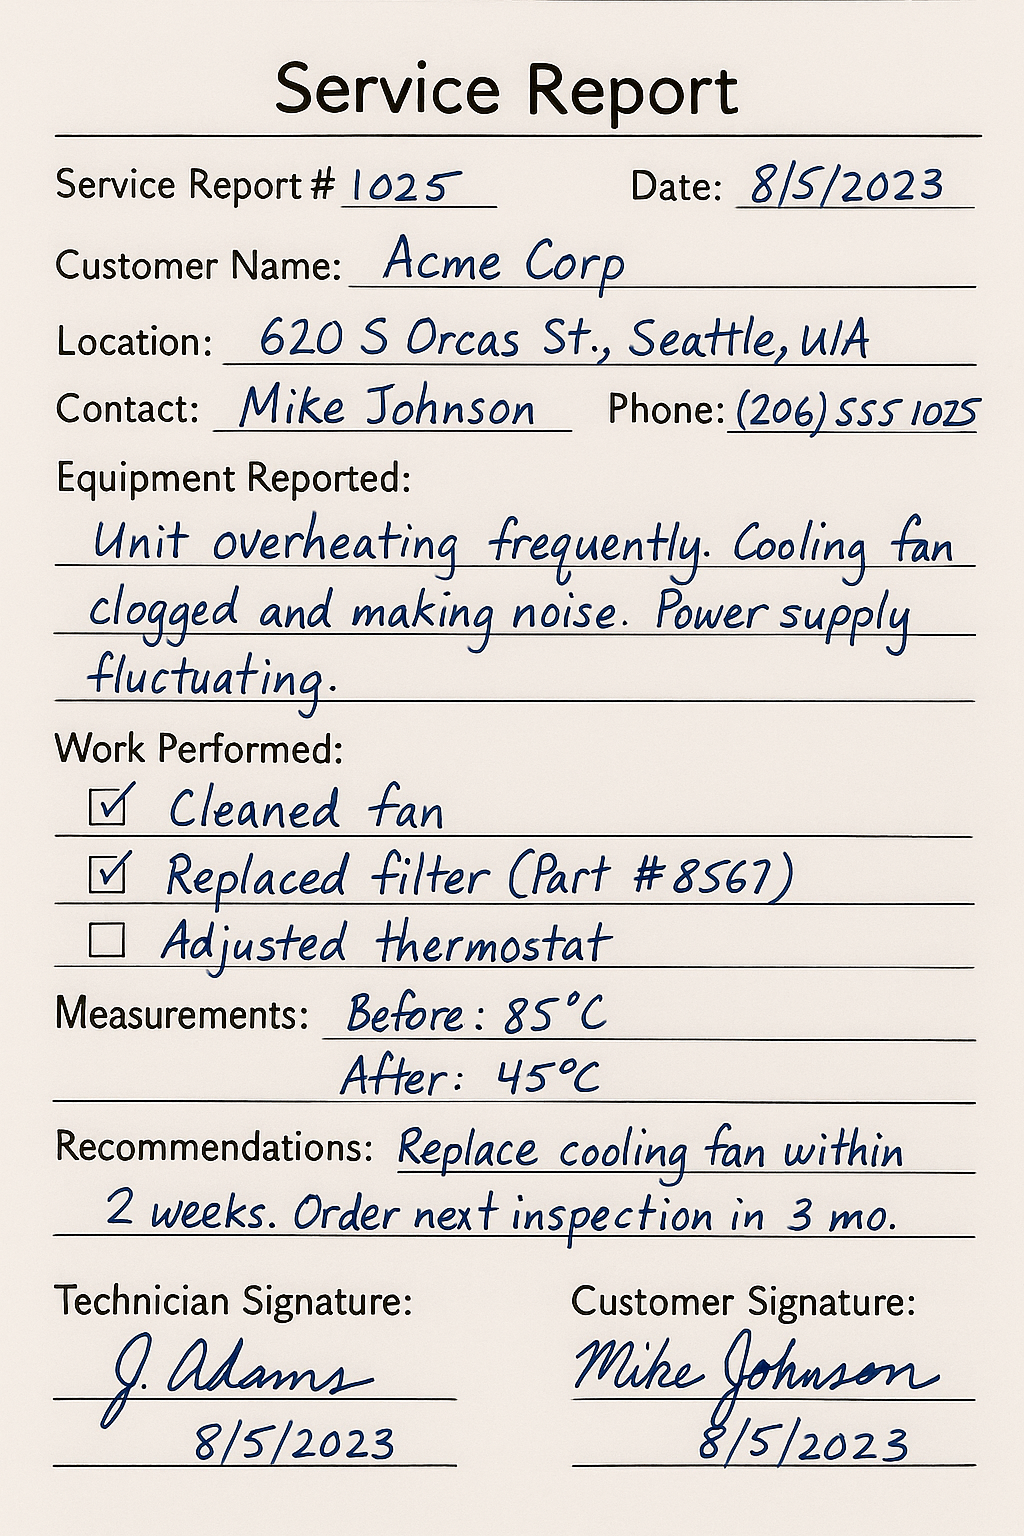 Service Report
Service Report # 1025 Date: 8/5/2023
Customer Name: Acme Corp
Location: 620 S Orcas St., Seattle, WA
Contact: Mike Johnson Phone: (206) 555 1025
Equipment Reported:
Unit overheating frequently. Cooling fan
clogged and making noise. Power supply
fluctuating.
Work Performed:
☑ Cleaned fan
☑ Replaced filter (Part #8567)
☐ Adjusted thermostat
Measurements: Before: 85°C
After: 45°C
Recommendations: Replace cooling fan within
2 weeks. Order next inspection in 3 mo.
Technician Signature: Customer Signature:
J. Adams Mike Johnson
8/5/2023 8/5/2023